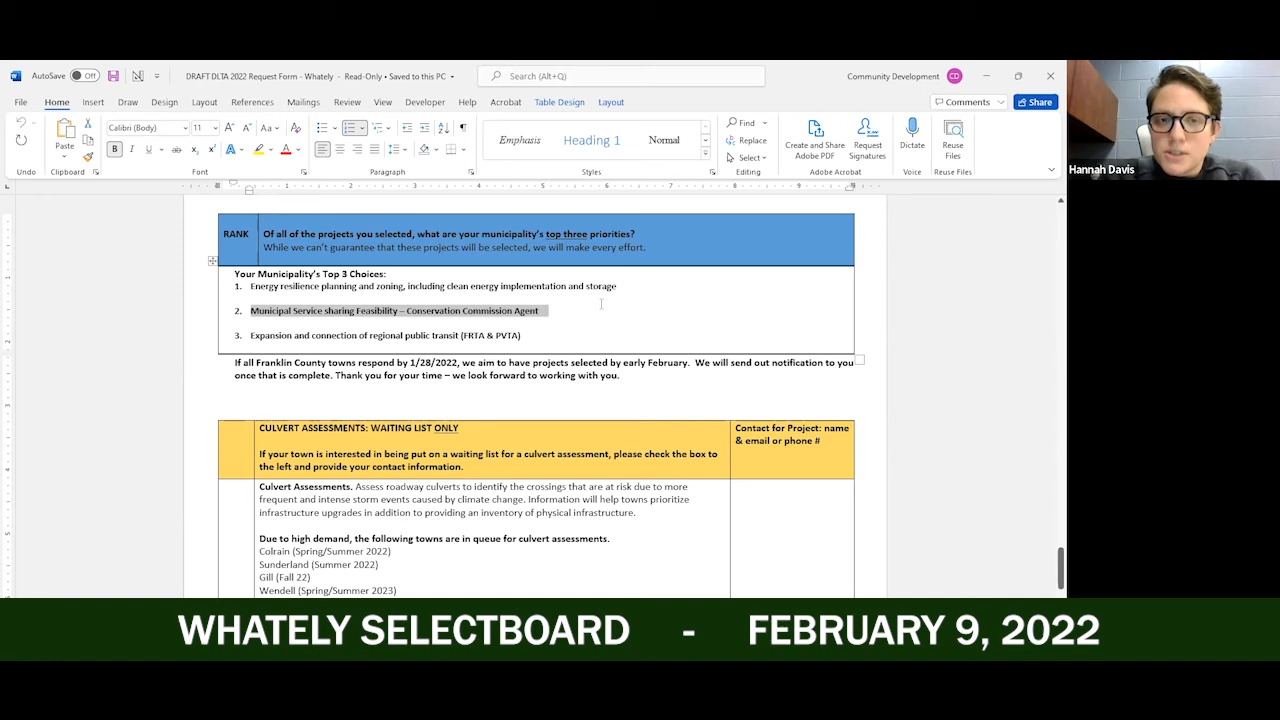 AutoSave Off DRAFT DLTA 2022 Request Form - Whately - Read-Only • Saved to this PC Search (Alt+Q) Community Development CD
File Home Insert Draw Design Layout References Mailings Review View Developer Help Acrobat Table Design Layout Comments Share
Calibri (Body) 11 A A Aa A
Paste
B I U ab x₂ x² A A
Emphasis Heading 1 Normal
Find
Replace
Select
Create and Share Adobe PDF
Request Signatures
Dictate
Reuse Files
Undo Clipboard Font Paragraph Styles Editing Adobe Acrobat Voice Reuse Files
1 2 3 4 5 6 7 8 9
Hannah Davis
RANK
Of all of the projects you selected, what are your municipality's top three priorities?
While we can't guarantee that these projects will be selected, we will make every effort.
Your Municipality's Top 3 Choices:
1. Energy resilience planning and zoning, including clean energy implementation and storage
2. Municipal Service sharing Feasibility – Conservation Commission Agent
3. Expansion and connection of regional public transit (FRTA & PVTA)
If all Franklin County towns respond by 1/28/2022, we aim to have projects selected by early February. We will send out notification to you
once that is complete. Thank you for your time – we look forward to working with you.
CULVERT ASSESSMENTS: WAITING LIST ONLY
If your town is interested in being put on a waiting list for a culvert assessment, please check the box to
the left and provide your contact information.
Contact for Project: name
& email or phone #
Culvert Assessments. Assess roadway culverts to identify the crossings that are at risk due to more
frequent and intense storm events caused by climate change. Information will help towns prioritize
infrastructure upgrades in addition to providing an inventory of physical infrastructure.
Due to high demand, the following towns are in queue for culvert assessments.
Colrain (Spring/Summer 2022)
Sunderland (Summer 2022)
Gill (Fall 22)
Wendell (Spring/Summer 2023)
WHATELY SELECTBOARD - FEBRUARY 9, 2022